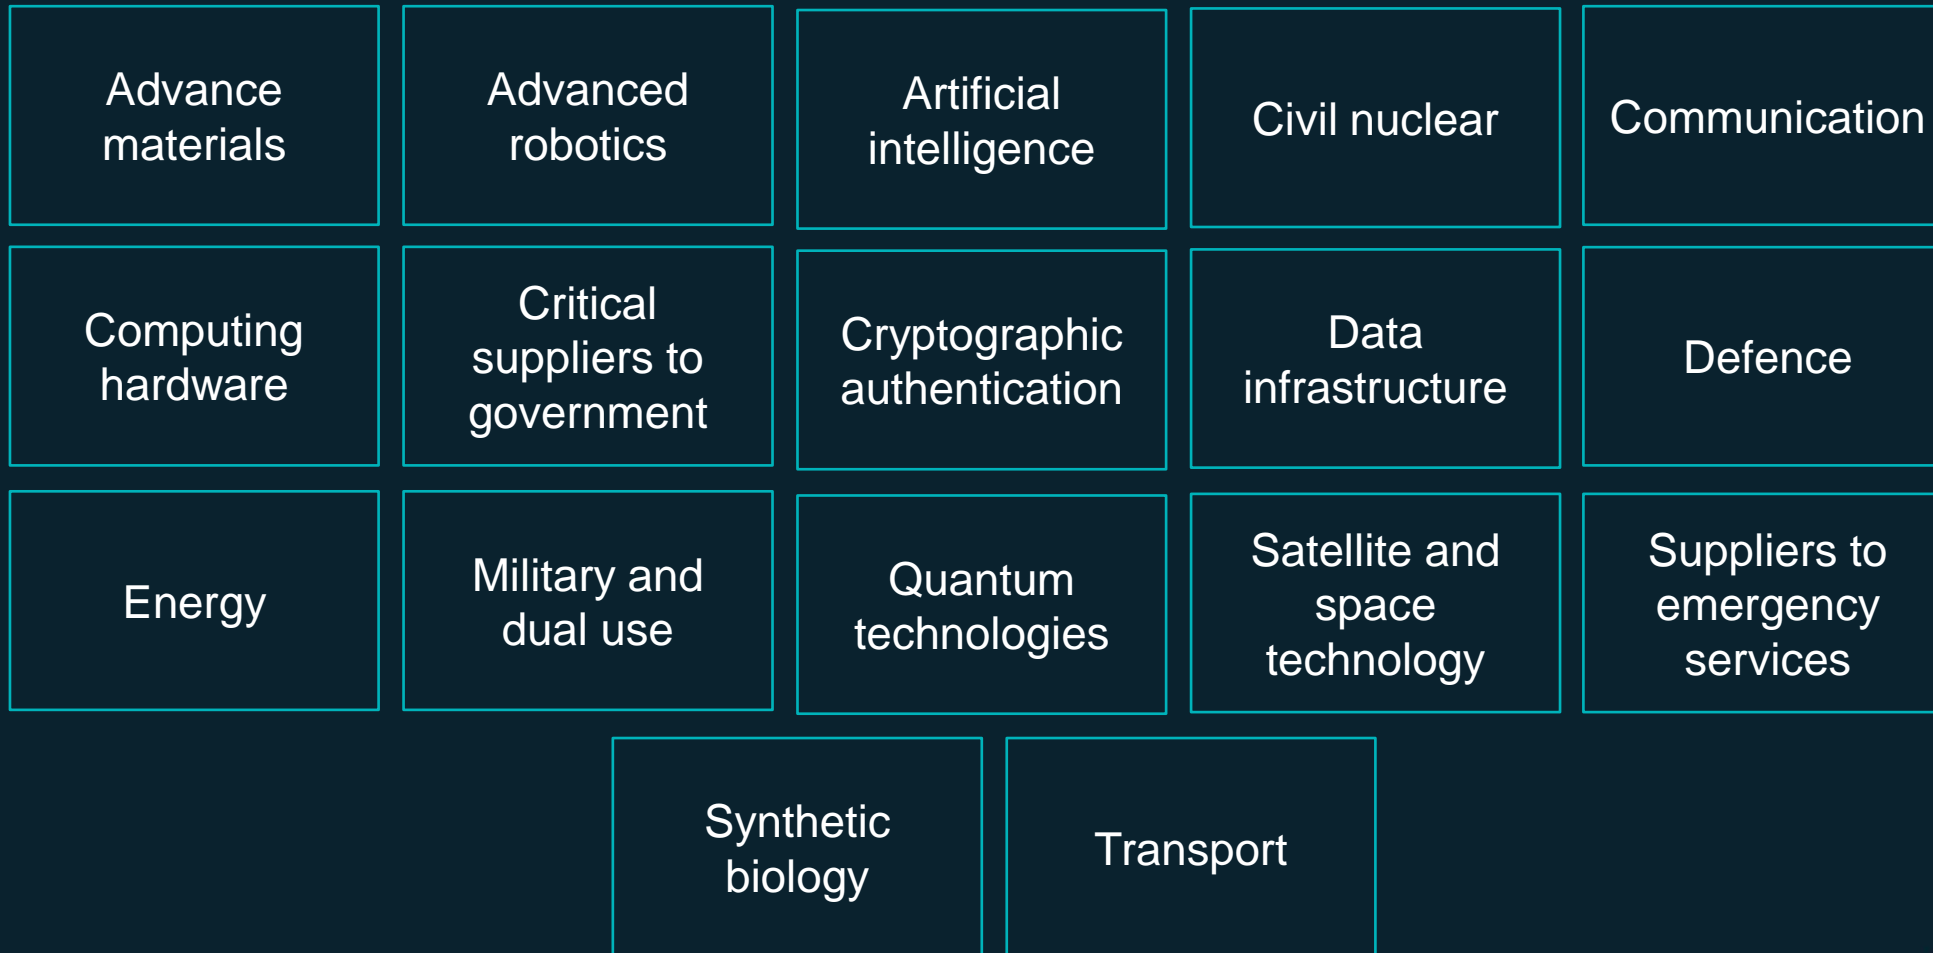 Advance
materials
Advanced
robotics
Artificial
intelligence
Civil nuclear
Communication
Computing
hardware
Critical
suppliers to
government
Cryptographic
authentication
Data
infrastructure
Defence
Energy
Military and
dual use
Quantum
technologies
Satellite and
space
technology
Suppliers to
emergency
services
Synthetic
biology
Transport